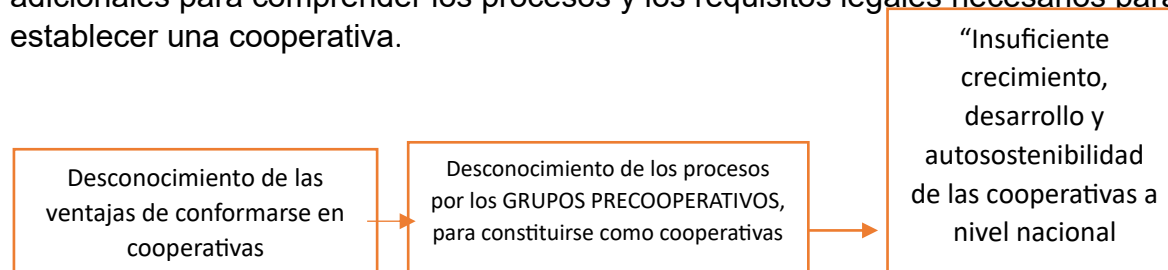 adicionales para comprender los procesos y los requisitos legales necesarios para
establecer una cooperativa.
Desconocimiento de las
ventajas de conformarse en
cooperativas
Desconocimiento de los procesos
por los GRUPOS PRECOOPERATIVOS,
para constituirse como cooperativas
“Insuficiente
crecimiento,
desarrollo y
autosostenibilidad
de las cooperativas a
nivel nacional